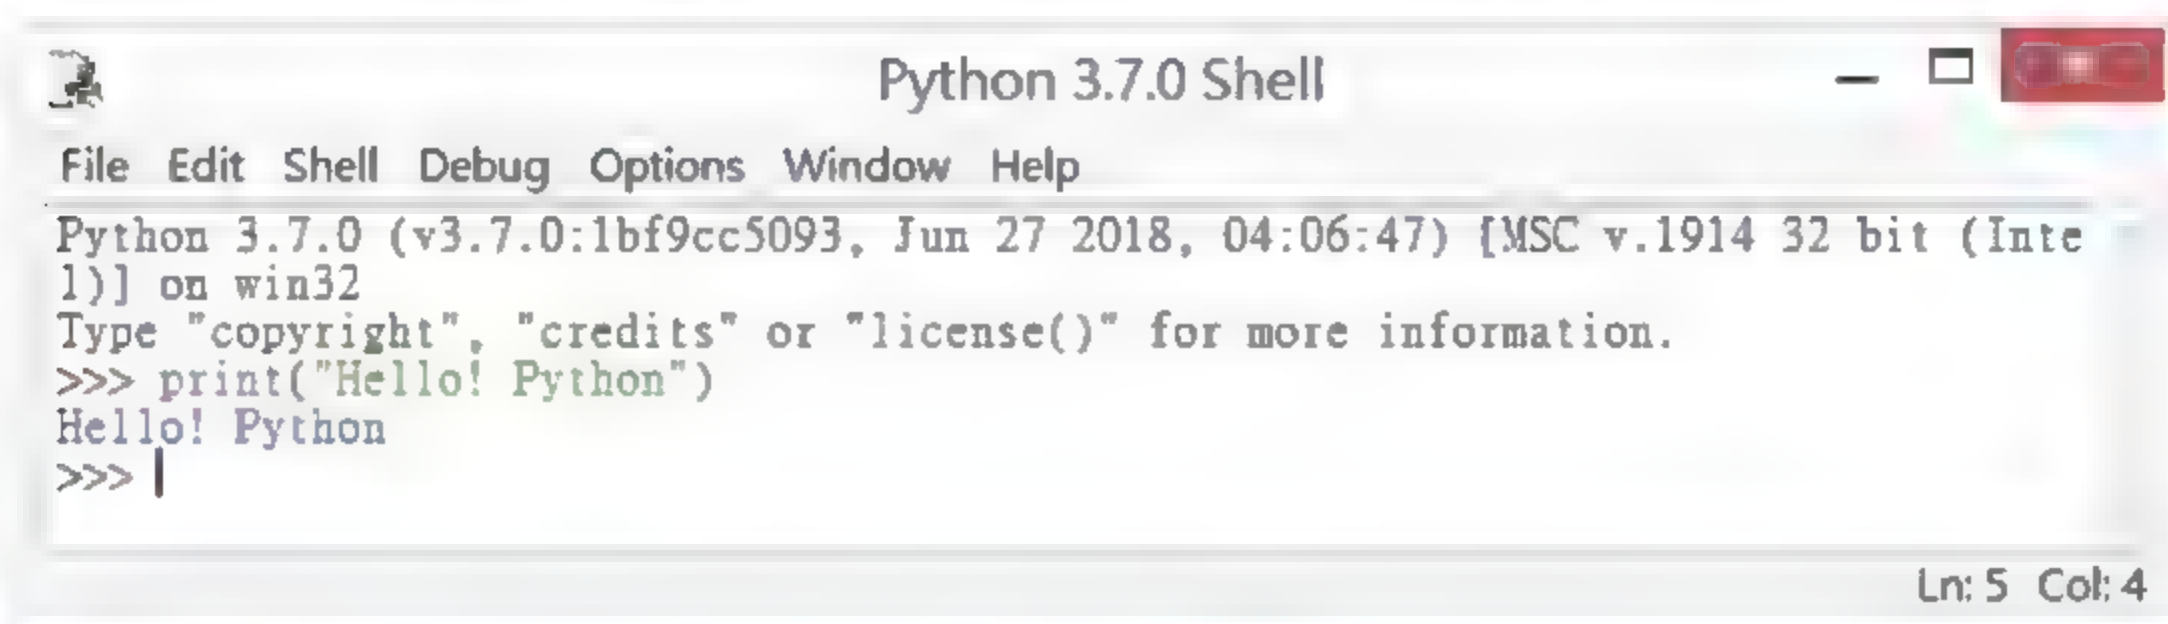 Python 3.7.0 Shell
File Edit Shell Debug Options Window Help
Python 3.7.0 (v3.7.0:1bf9cc5093, Jun 27 2018, 04:06:47) [MSC v.1914 32 bit (Inte
l)] on win32
Type "copyright", "credits" or "license()" for more information.
>>> print("Hello! Python")
Hello! Python
>>>
Ln: 5 Col: 4